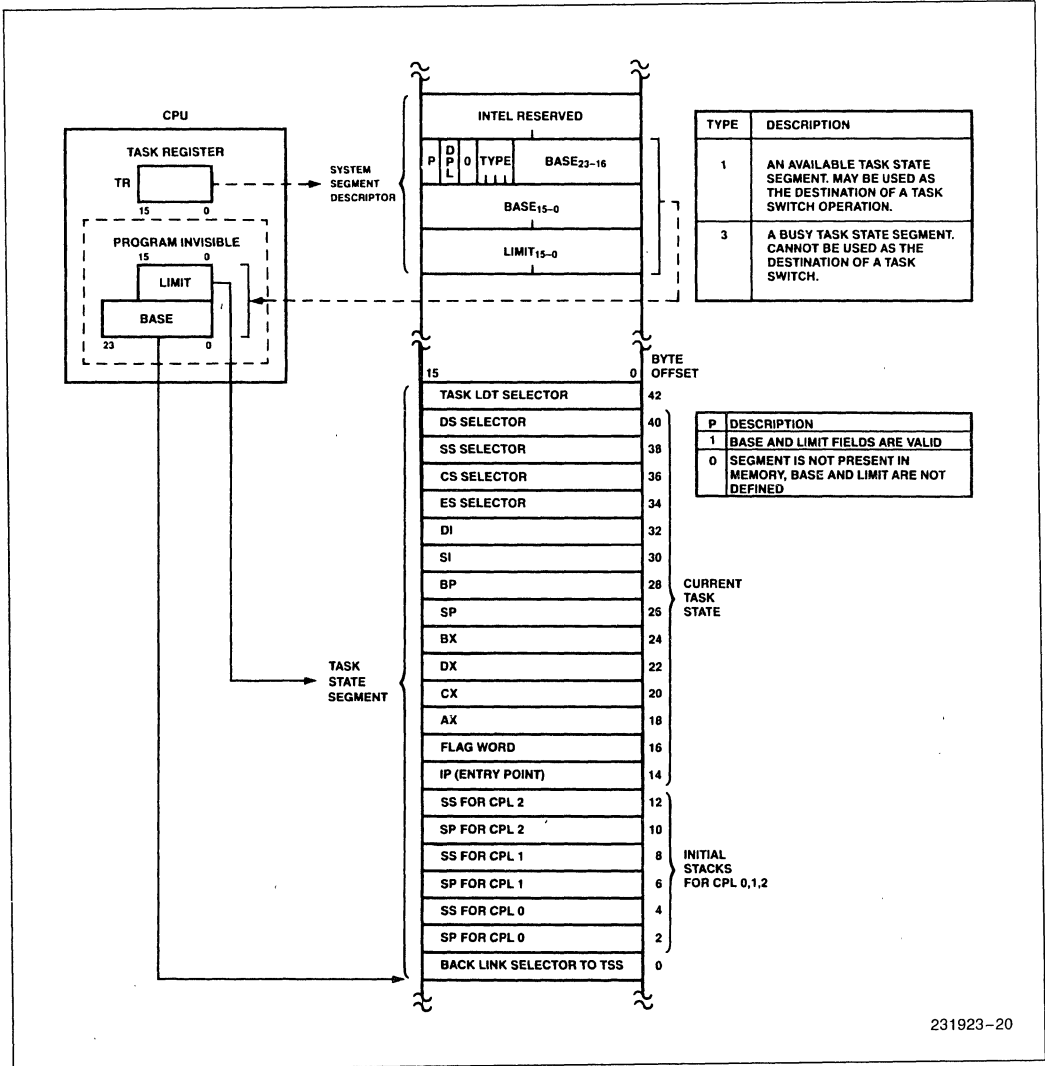 CPU
TASK REGISTER
TR
15 0
PROGRAM INVISIBLE
15 0
LIMIT
BASE
23 0
SYSTEM
SEGMENT
DESCRIPTOR
INTEL RESERVED
P DPL 0 TYPE BASE23–16
BASE15–0
LIMIT15–0
TYPE DESCRIPTION
1 AN AVAILABLE TASK STATE
SEGMENT. MAY BE USED AS
THE DESTINATION OF A TASK
SWITCH OPERATION.
3 A BUSY TASK STATE SEGMENT.
CANNOT BE USED AS THE
DESTINATION OF A TASK
SWITCH.
15 0
BYTE
OFFSET
TASK LDT SELECTOR 42
DS SELECTOR 40
SS SELECTOR 38
CS SELECTOR 36
ES SELECTOR 34
DI 32
SI 30
BP 28
SP 26
BX 24
DX 22
CX 20
AX 18
FLAG WORD 16
IP (ENTRY POINT) 14
SS FOR CPL 2 12
SP FOR CPL 2 10
SS FOR CPL 1 8
SP FOR CPL 1 6
SS FOR CPL 0 4
SP FOR CPL 0 2
BACK LINK SELECTOR TO TSS 0
TASK
STATE
SEGMENT
P DESCRIPTION
1 BASE AND LIMIT FIELDS ARE VALID
0 SEGMENT IS NOT PRESENT IN
MEMORY, BASE AND LIMIT ARE NOT
DEFINED
CURRENT
TASK
STATE
INITIAL
STACKS
FOR CPL 0,1,2
231923–20